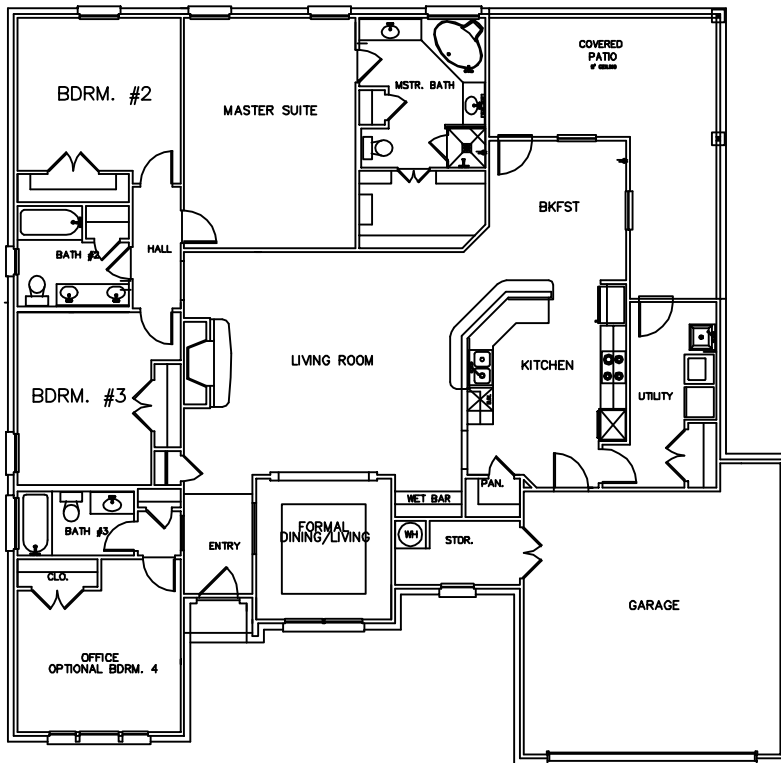 COVERED
PATIO
BDRM. #2
MASTER SUITE
MSTR. BATH
BKFST
BATH #2
HALL
LIVING ROOM
KITCHEN
BDRM. #3
UTILITY
PAN.
WET BAR
BATH #3
ENTRY
FORMAL
DINING/LIVING
WH
STOR.
CLO.
GARAGE
OFFICE
OPTIONAL BDRM. 4